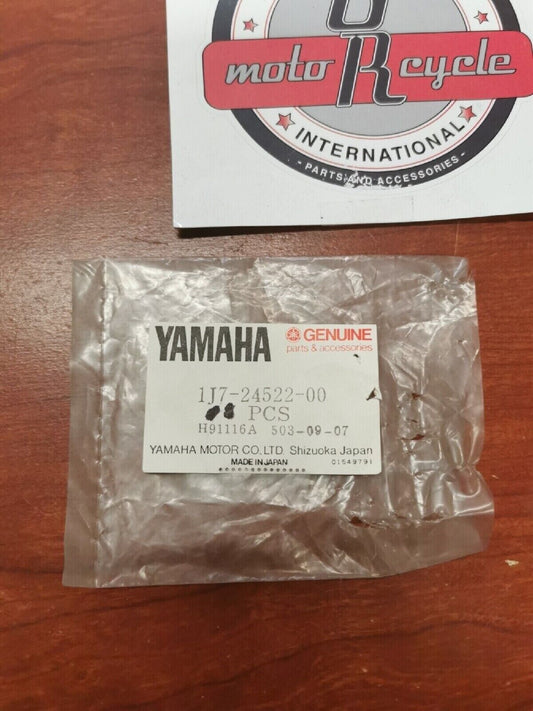 moto R cycle
INTERNATIONAL
- PARTS AND ACCESSORIES -
YAMAHA GENUINE
parts & accessories
1J7-24522-00
PCS
H91116A 503-09-07
YAMAHA MOTOR CO.LTD. Shizuoka Japan
MADE IN JAPAN 01549791